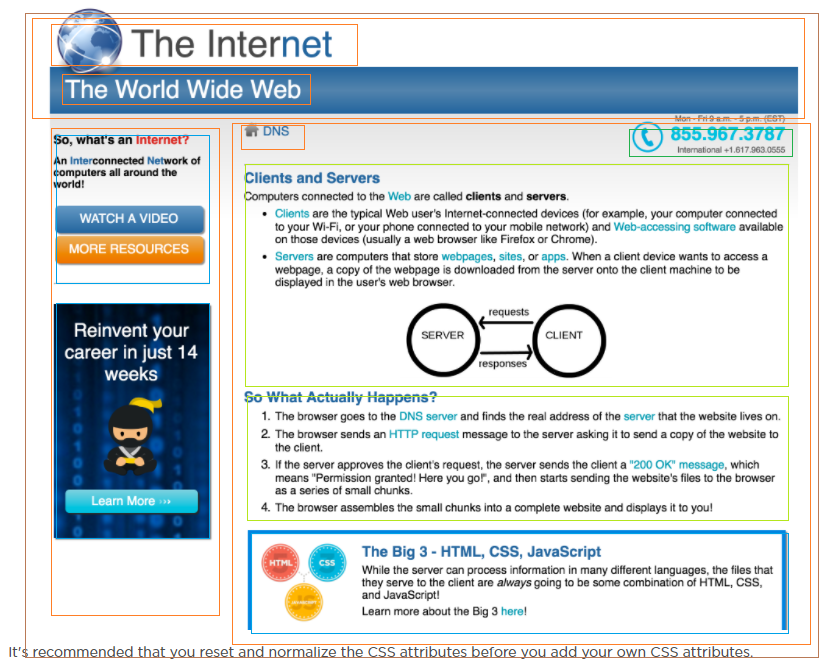 The Internet
The World Wide Web
So, what's an Internet?
An Interconnected Network of
computers all around the
world!
WATCH A VIDEO
MORE RESOURCES
Reinvent your
career in just 14
weeks
Learn More ›››
DNS
Mon - Fri 9 a.m. - 5 p.m. (EST)
855.967.3787
International +1.617.963.0555
Clients and Servers
Computers connected to the Web are called clients and servers.
• Clients are the typical Web user's Internet-connected devices (for example, your computer connected
to your Wi-Fi, or your phone connected to your mobile network) and Web-accessing software available
on those devices (usually a web browser like Firefox or Chrome).
• Servers are computers that store webpages, sites, or apps. When a client device wants to access a
webpage, a copy of the webpage is downloaded from the server onto the client machine to be
displayed in the user's web browser.
requests
SERVER
CLIENT
responses
So What Actually Happens?
1. The browser goes to the DNS server and finds the real address of the server that the website lives on.
2. The browser sends an HTTP request message to the server asking it to send a copy of the website to
the client.
3. If the server approves the client's request, the server sends the client a "200 OK" message, which
means "Permission granted! Here you go!", and then starts sending the website's files to the browser
as a series of small chunks.
4. The browser assembles the small chunks into a complete website and displays it to you!
HTML
CSS
JS
The Big 3 - HTML, CSS, JavaScript
While the server can process information in many different languages, the files that
they serve to the client are always going to be some combination of HTML, CSS,
and JavaScript!
Learn more about the Big 3 here!
It's recommended that you reset and normalize the CSS attributes before you add your own CSS attributes.